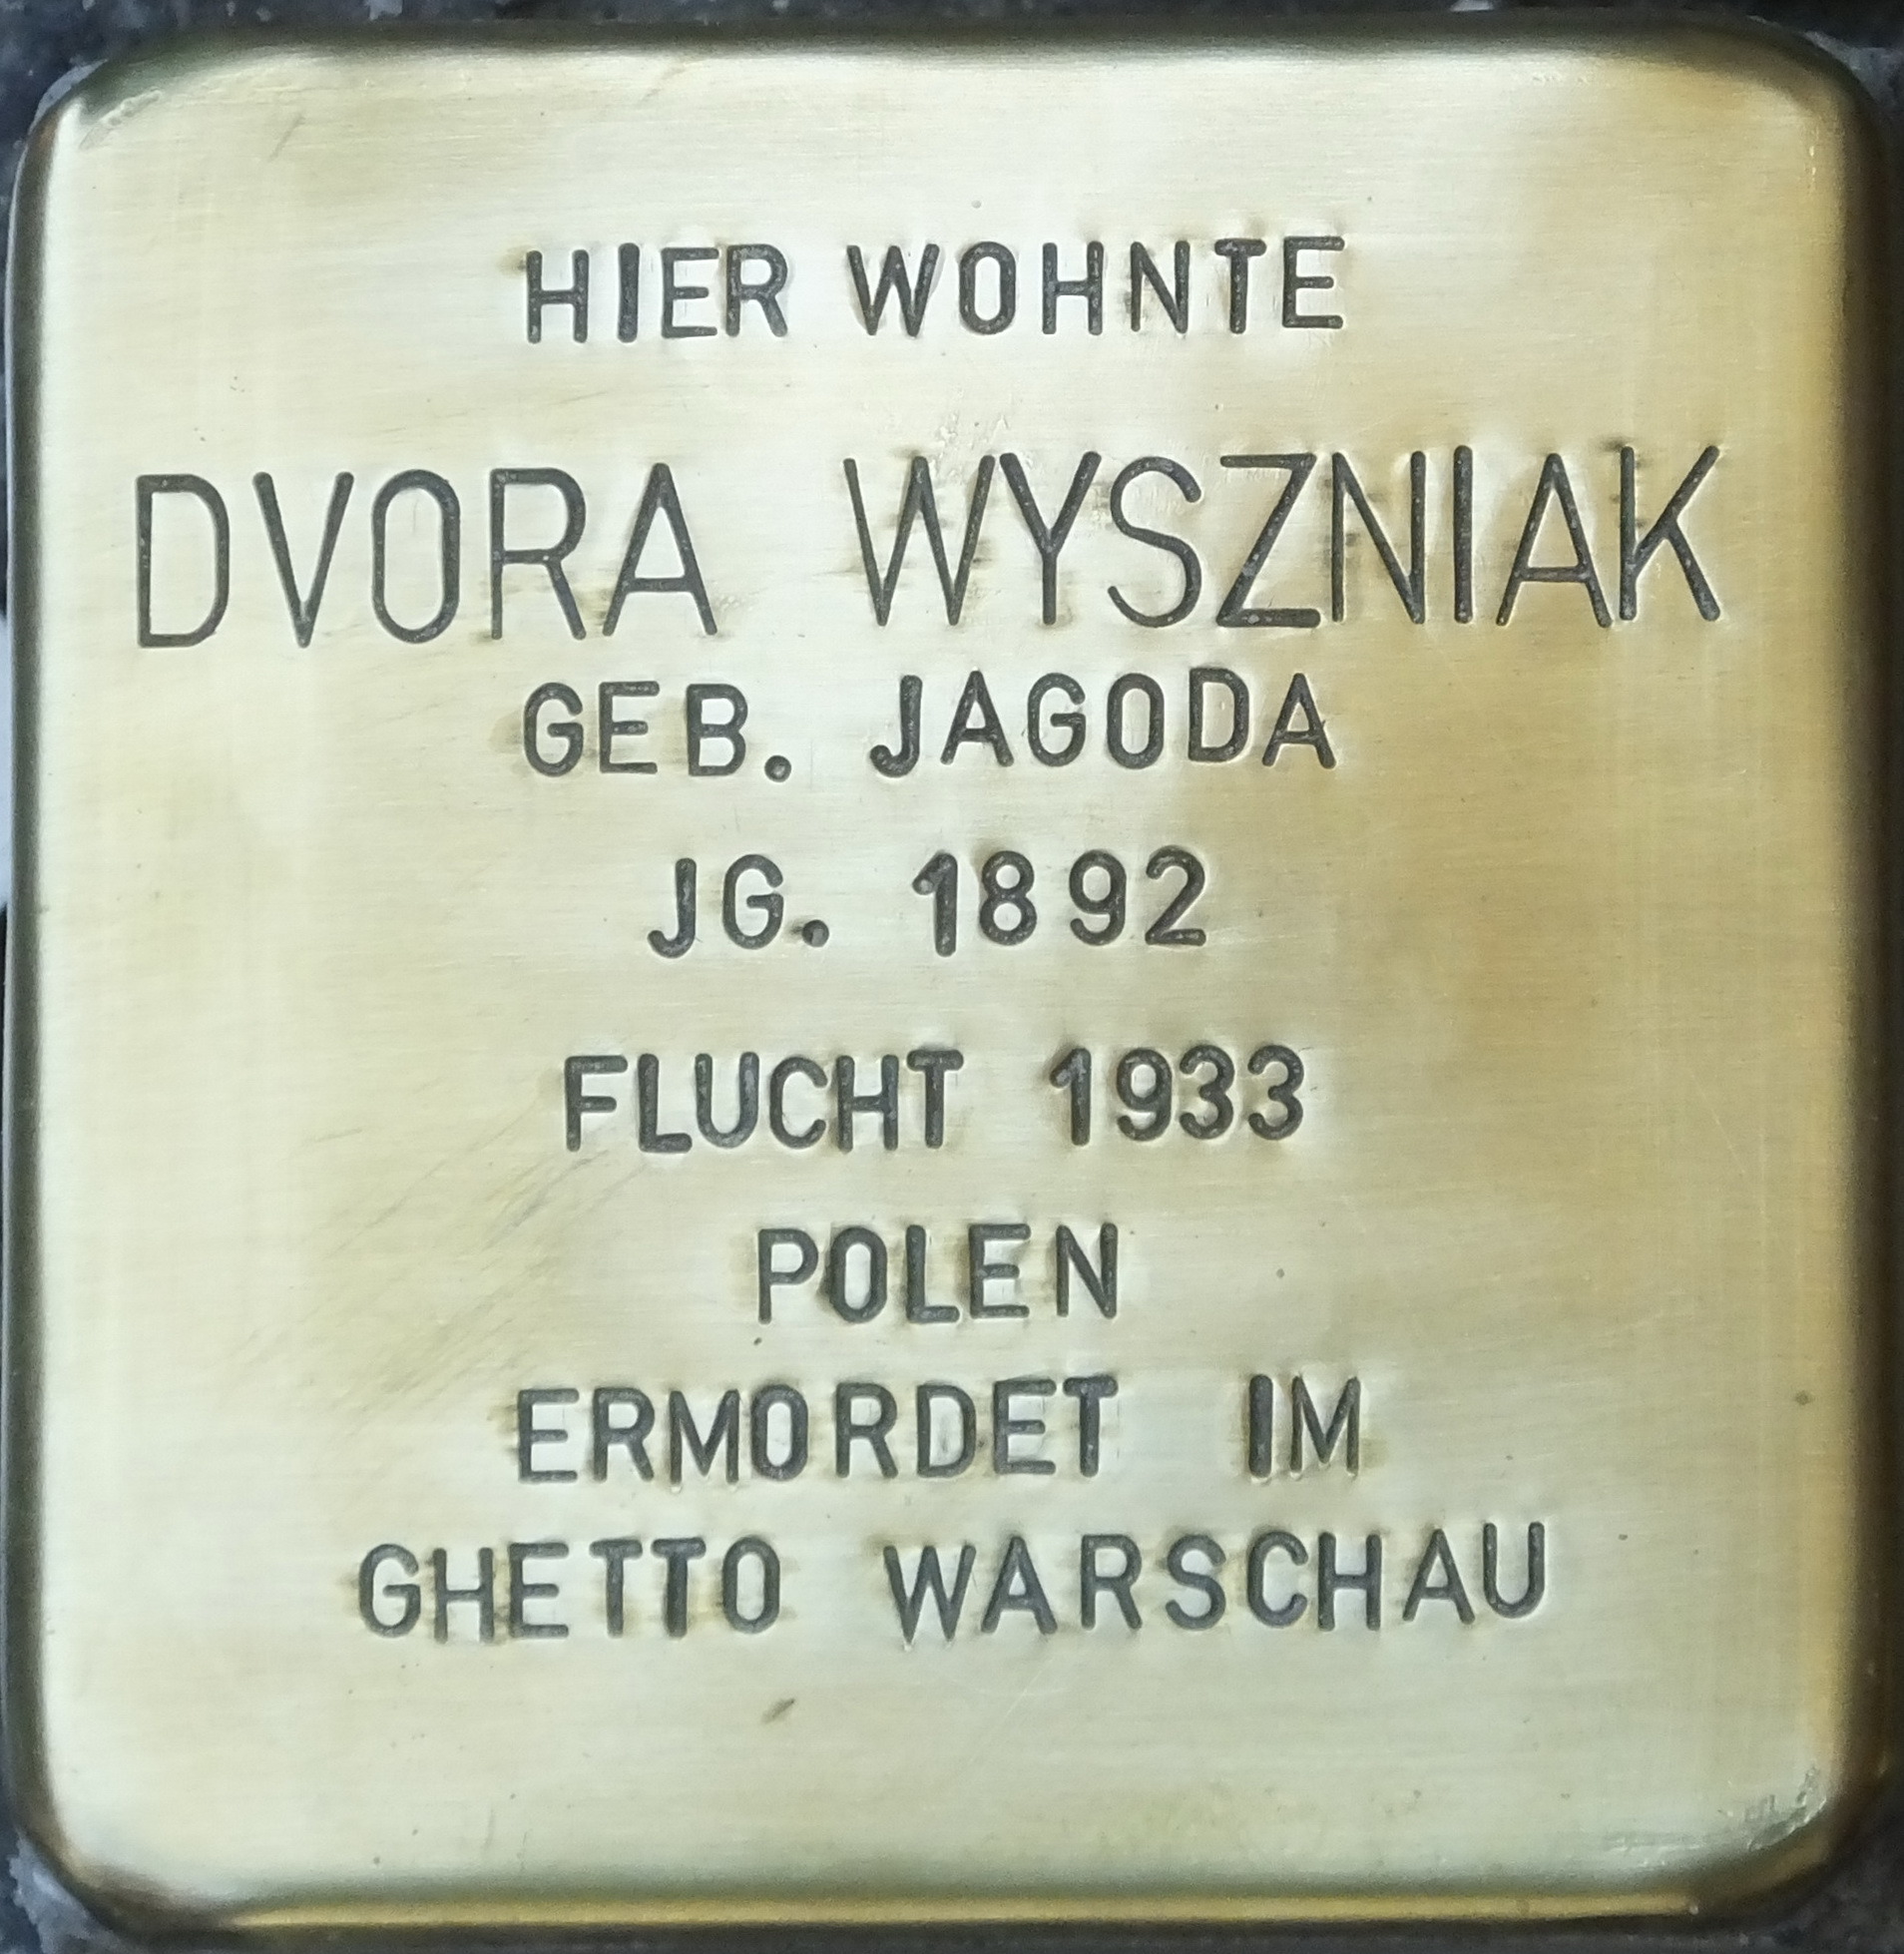 HIER WOHNTE
DVORA WYSZNIAK
GEB. JAGODA
JG. 1892
FLUCHT 1933
POLEN
ERMORDET IM
GHETTO WARSCHAU